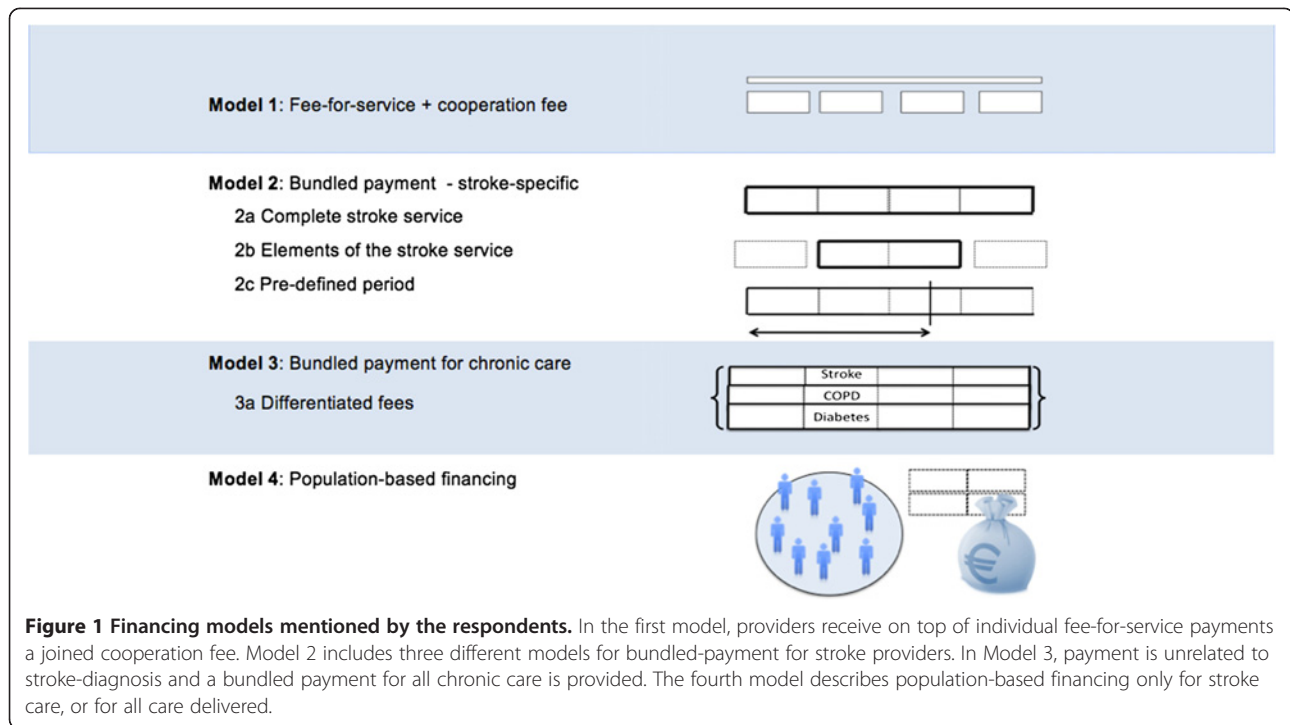 Model 1: Fee-for-service + cooperation fee
Model 2: Bundled payment - stroke-specific
2a Complete stroke service
2b Elements of the stroke service
2c Pre-defined period
Model 3: Bundled payment for chronic care
3a Differentiated fees
Stroke
COPD
Diabetes
Model 4: Population-based financing
€
Figure 1 Financing models mentioned by the respondents. In the first model, providers receive on top of individual fee-for-service payments
a joined cooperation fee. Model 2 includes three different models for bundled-payment for stroke providers. In Model 3, payment is unrelated to
stroke-diagnosis and a bundled payment for all chronic care is provided. The fourth model describes population-based financing only for stroke
care, or for all care delivered.